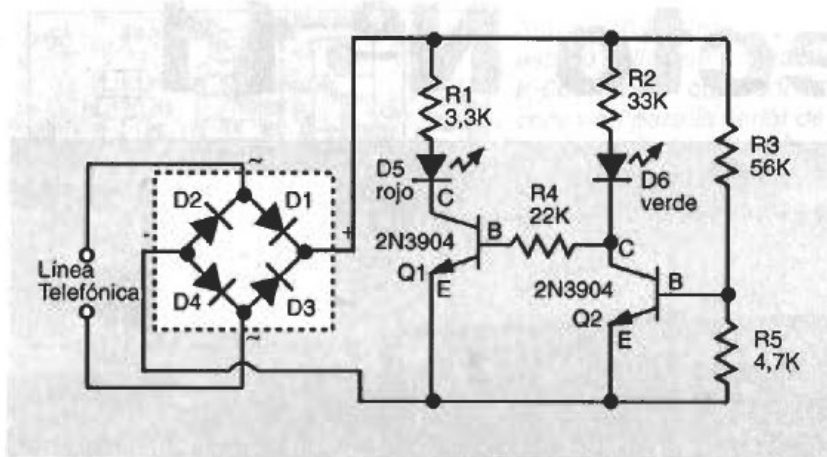 R1
3,3K
R2
33K
R3
56K
D5
rojo
C
R4
22K
D6
verde
~
D2
D1
-
+
2N3904
B
C
Línea
Telefónica
D4
D3
Q1
E
2N3904
B
Q2
E
R5
4,7K
~